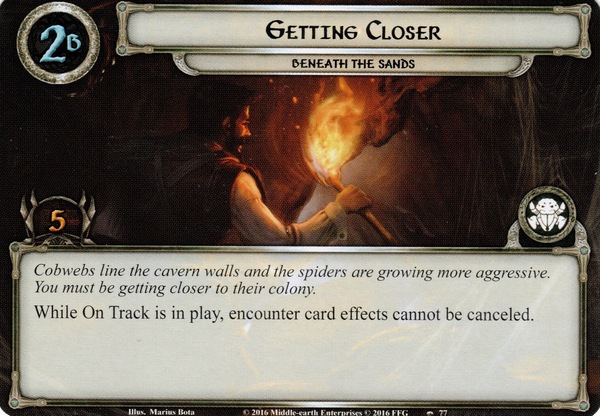 2B
GETTING CLOSER
BENEATH THE SANDS
5
Cobwebs line the cavern walls and the spiders are growing more aggressive.
You must be getting closer to their colony.
While On Track is in play, encounter card effects cannot be canceled.
Illus. Marius Bota © 2016 Middle-earth Enterprises © 2016 FFG 77